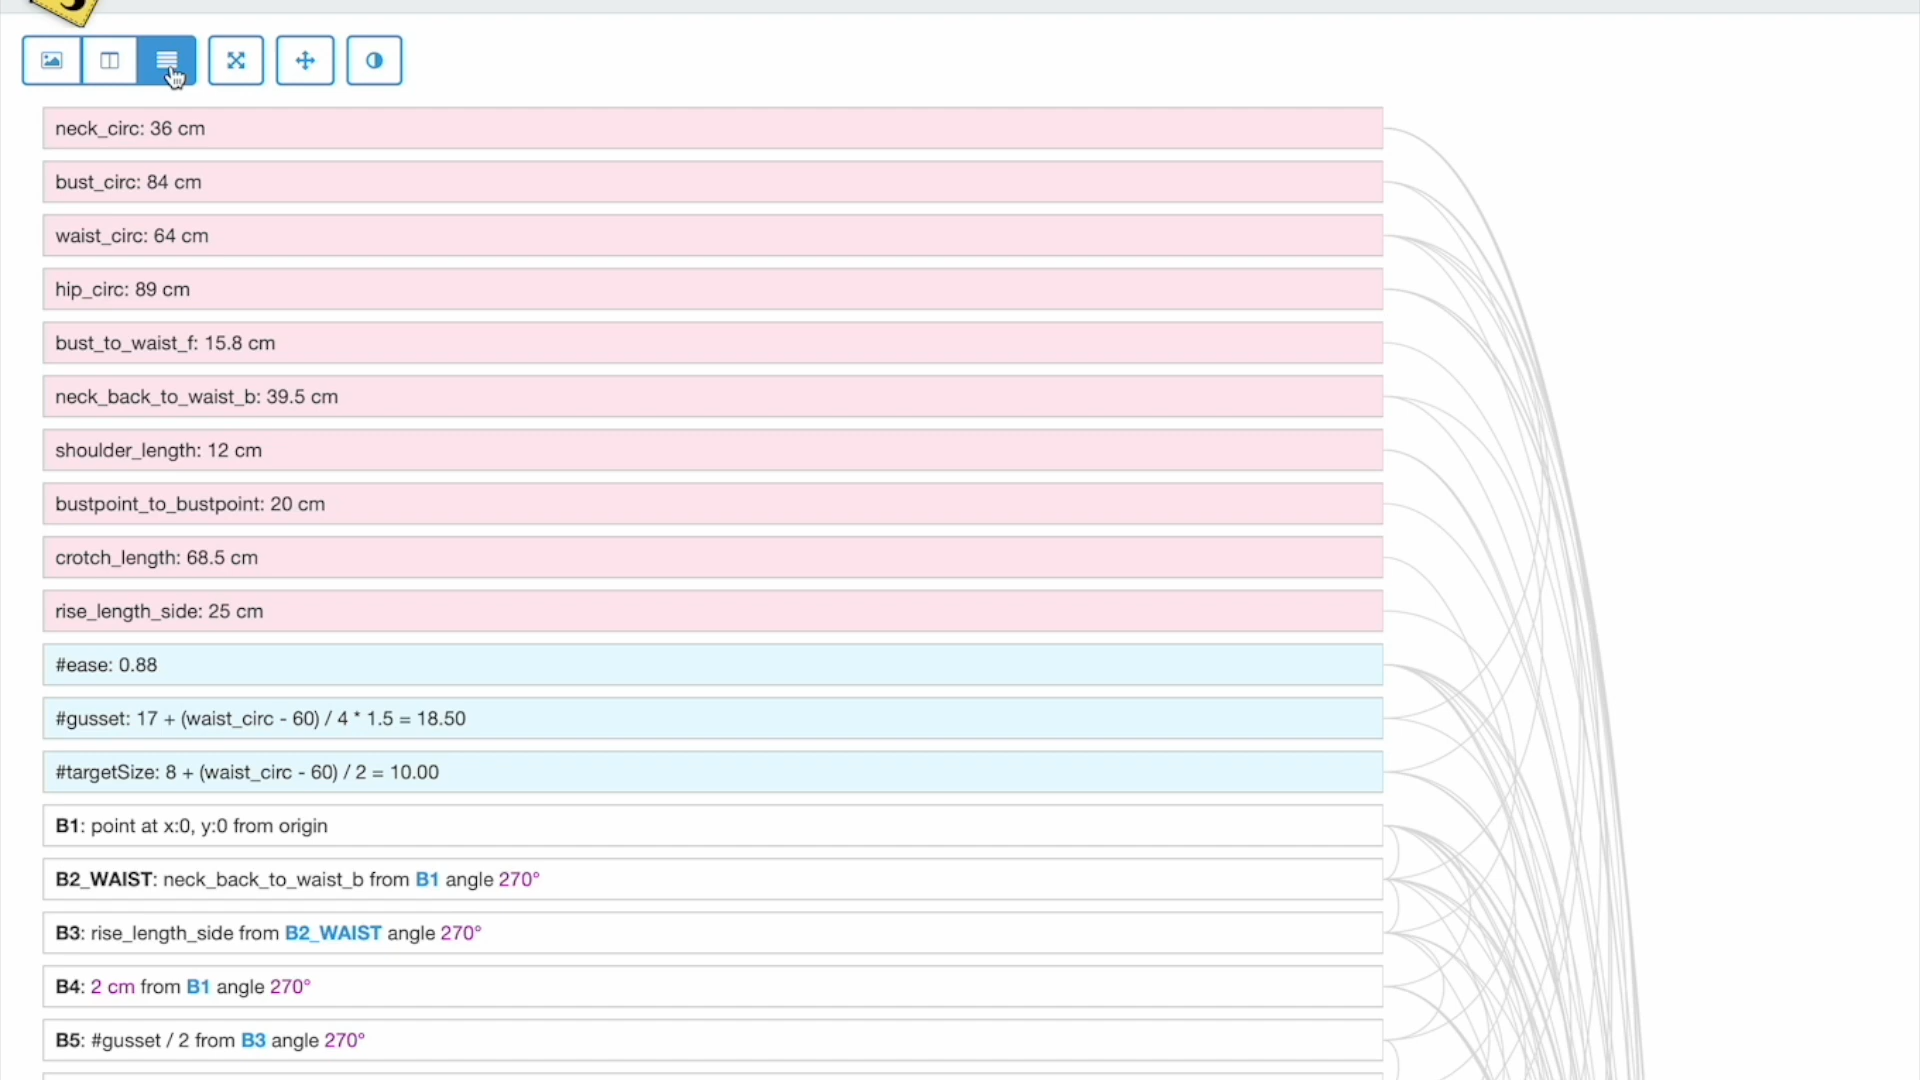 neck_circ: 36 cm
bust_circ: 84 cm
waist_circ: 64 cm
hip_circ: 89 cm
bust_to_waist_f: 15.8 cm
neck_back_to_waist_b: 39.5 cm
shoulder_length: 12 cm
bustpoint_to_bustpoint: 20 cm
crotch_length: 68.5 cm
rise_length_side: 25 cm
#ease: 0.88
#gusset: 17 + (waist_circ - 60) / 4 * 1.5 = 18.50
#targetSize: 8 + (waist_circ - 60) / 2 = 10.00
B1: point at x:0, y:0 from origin
B2_WAIST: neck_back_to_waist_b from B1 angle 270°
B3: rise_length_side from B2_WAIST angle 270°
B4: 2 cm from B1 angle 270°
B5: #gusset / 2 from B3 angle 270°